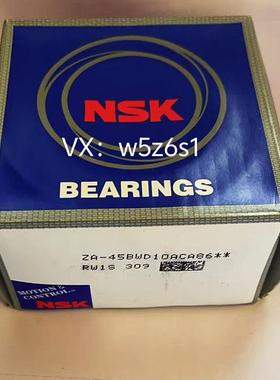 NSK
VX：w5z6s1
BEARINGS
ZA-45BWD10ACA86**
RW1S 309
MOTION &
CONTROL
NSK